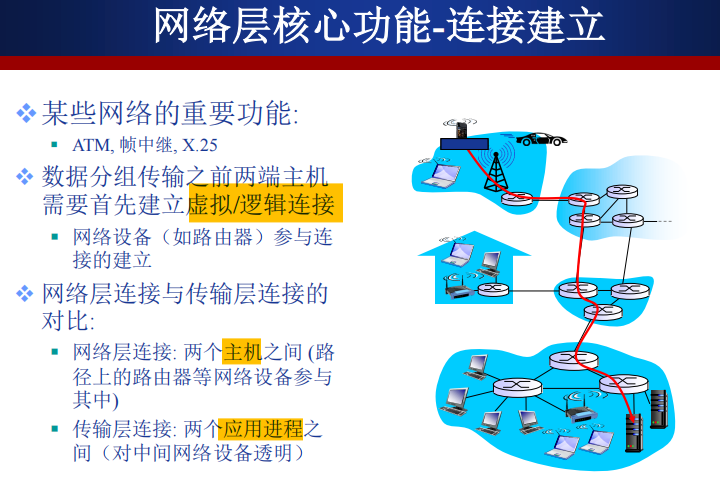 网络层核心功能-连接建立
某些网络的重要功能:
ATM, 帧中继, X.25
数据分组传输之前两端主机
需要首先建立虚拟/逻辑连接
网络设备（如路由器）参与连
接的建立
网络层连接与传输层连接的
对比:
网络层连接: 两个主机之间 (路
径上的路由器等网络设备参与
其中)
传输层连接: 两个应用进程之
间（对中间网络设备透明）